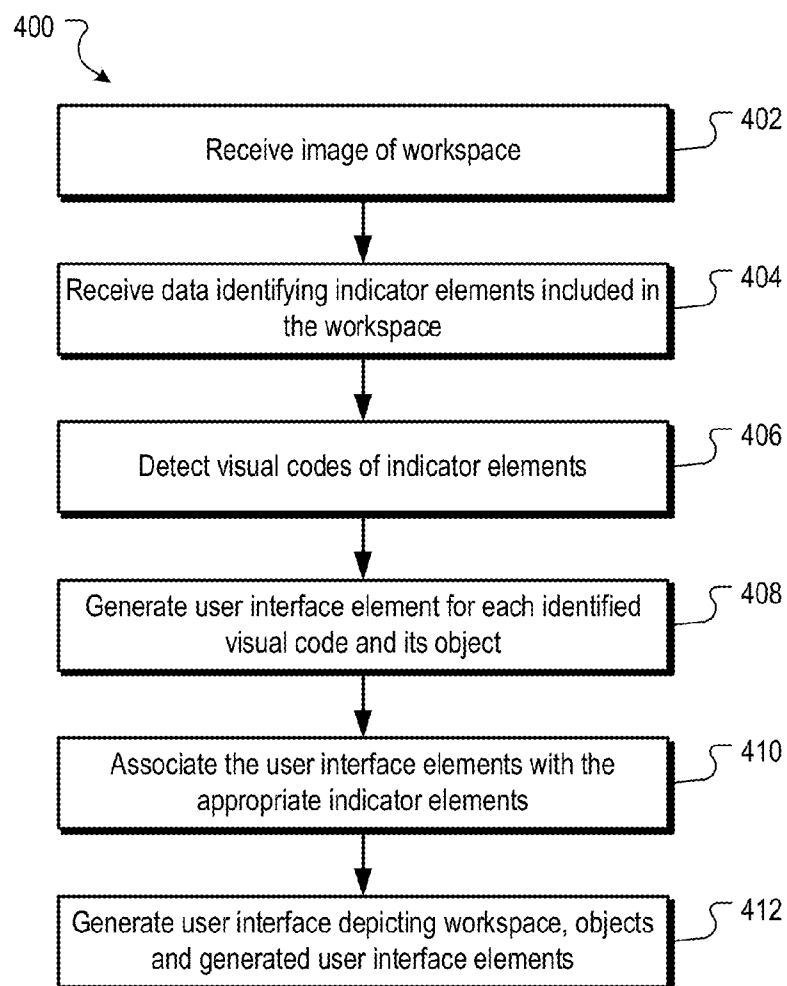 400
Receive image of workspace
402
Receive data identifying indicator elements included in
the workspace
404
Detect visual codes of indicator elements
406
Generate user interface element for each identified
visual code and its object
408
Associate the user interface elements with the
appropriate indicator elements
410
Generate user interface depicting workspace, objects
and generated user interface elements
412